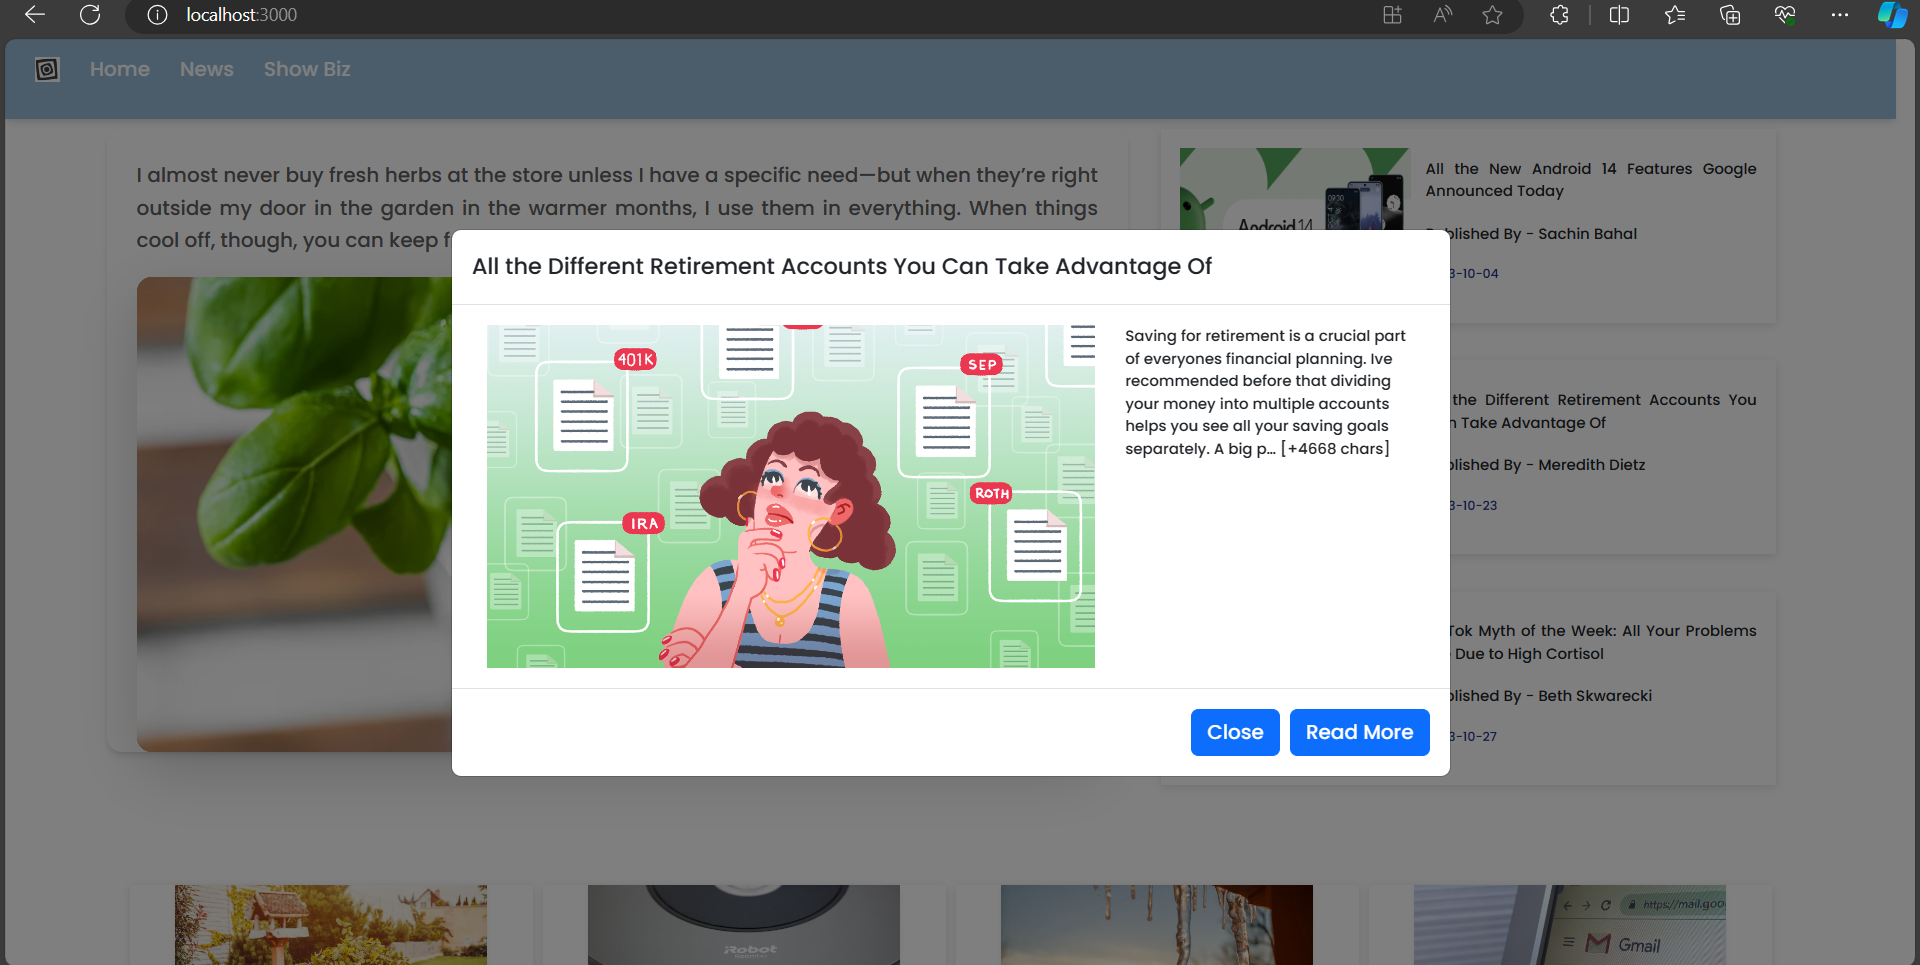 localhost:3000
Home News Show Biz
I almost never buy fresh herbs at the store unless I have a specific need—but when they're right
outside my door in the garden in the warmer months, I use them in everything. When things
cool off, though, you can keep f
Android 14
All the New Android 14 Features Google
Announced Today
blished By - Sachin Bahal
3-10-04
All the Different Retirement Accounts You Can Take Advantage Of
401K
SEP
ROTH
IRA
Saving for retirement is a crucial part
of everyones financial planning. Ive
recommended before that dividing
your money into multiple accounts
helps you see all your saving goals
separately. A big p... [+4668 chars]
Close Read More
the Different Retirement Accounts You
n Take Advantage Of
blished By - Meredith Dietz
3-10-23
Tok Myth of the Week: All Your Problems
Due to High Cortisol
blished By - Beth Skwarecki
3-10-27
iRobot
https://mail.goo
Gmail